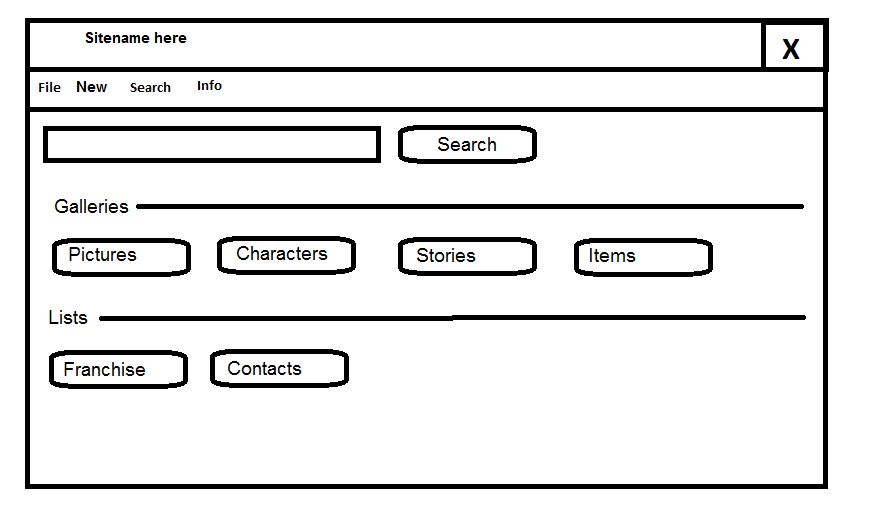 Sitename here
X
File New Search Info
Search
Galleries
Pictures Characters Stories Items
Lists
Franchise Contacts